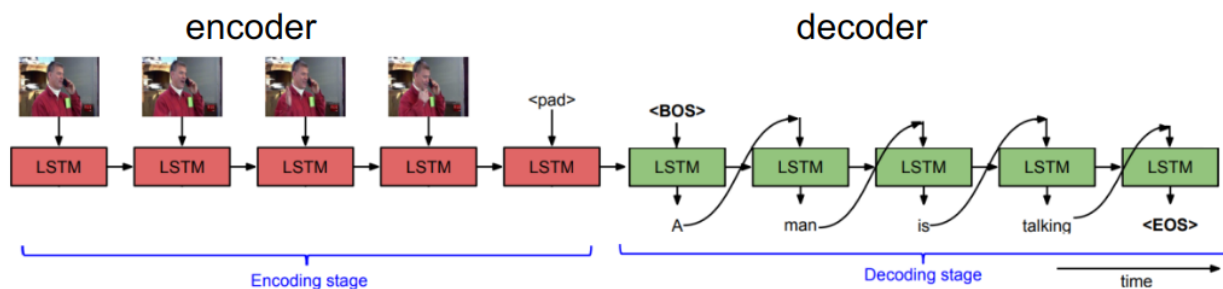 encoder
decoder
<pad>
<BOS>
LSTM LSTM LSTM LSTM LSTM LSTM LSTM LSTM LSTM LSTM
A man is talking <EOS>
Encoding stage
Decoding stage
time